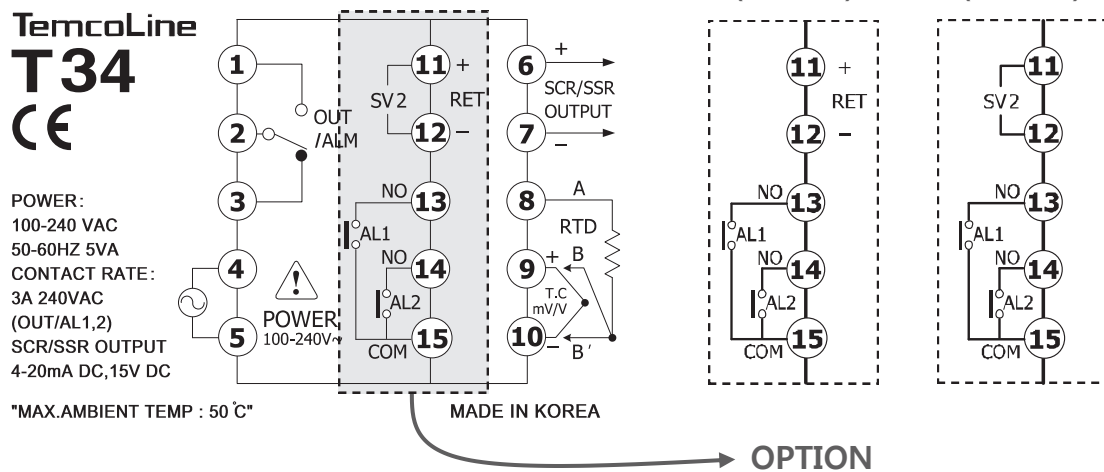 TemcoLine
T34
CE
POWER:
100-240 VAC
50-60HZ 5VA
CONTACT RATE:
3A 240VAC
(OUT/AL1,2)
SCR/SSR OUTPUT
4-20mA DC,15V DC
"MAX.AMBIENT TEMP : 50℃"
1
2
3
4
5
OUT
/ALM
POWER
100-240V~
11 +
SV2 RET
12 −
NO 13
AL1
NO 14
AL2
COM 15
6 +
SCR/SSR
OUTPUT
7 −
8 A
RTD
9 + B
T.C
mV/V
10 − B'
MADE IN KOREA
11 +
RET
12 −
NO 13
AL1
NO 14
AL2
COM 15
11
SV2
12
NO 13
AL1
NO 14
AL2
COM 15
OPTION